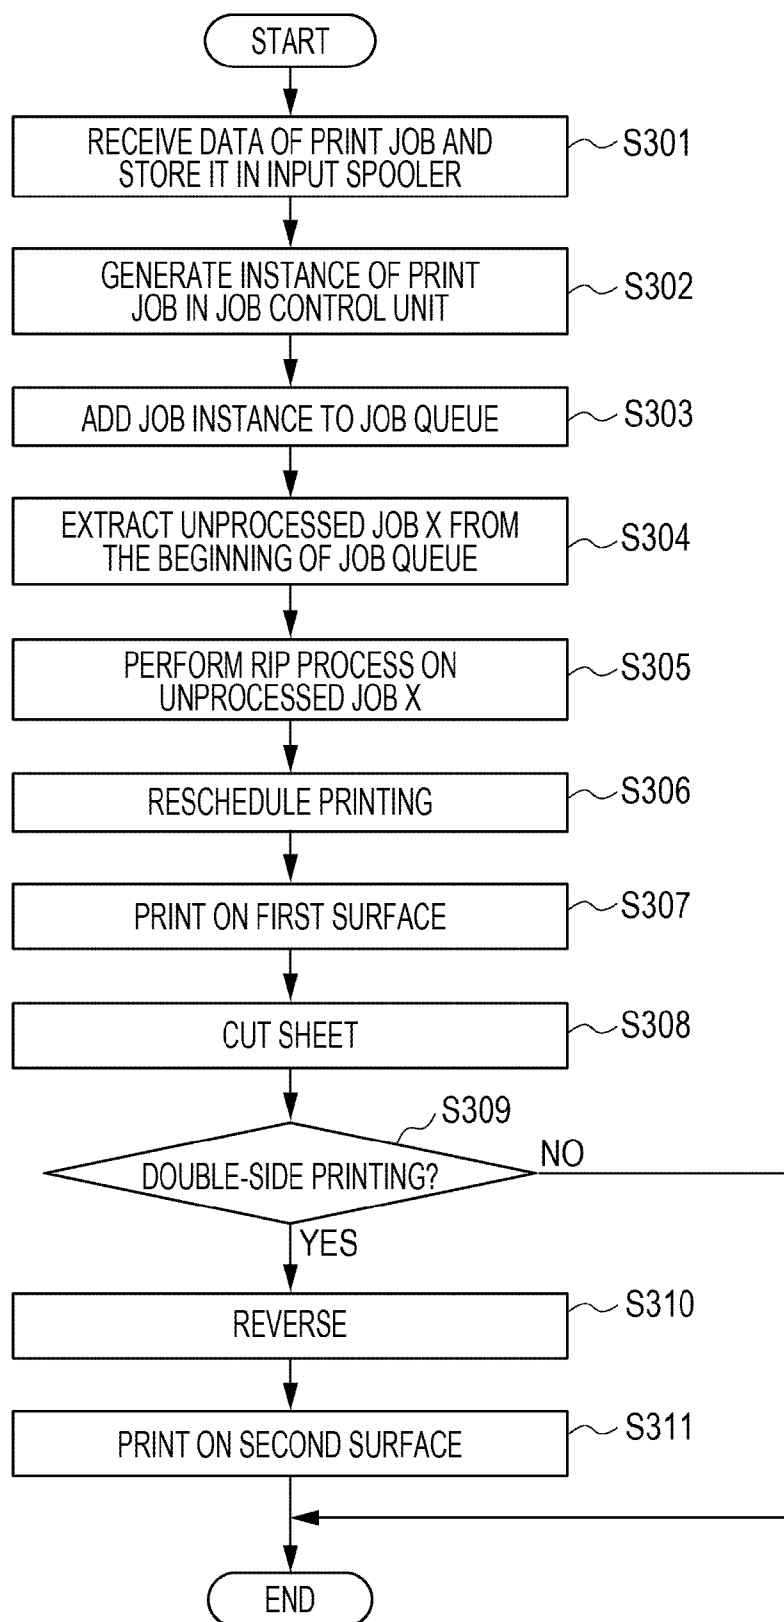 START
RECEIVE DATA OF PRINT JOB AND
STORE IT IN INPUT SPOOLER
S301
GENERATE INSTANCE OF PRINT
JOB IN JOB CONTROL UNIT
S302
ADD JOB INSTANCE TO JOB QUEUE
S303
EXTRACT UNPROCESSED JOB X FROM
THE BEGINNING OF JOB QUEUE
S304
PERFORM RIP PROCESS ON
UNPROCESSED JOB X
S305
RESCHEDULE PRINTING
S306
PRINT ON FIRST SURFACE
S307
CUT SHEET
S308
S309
DOUBLE-SIDE PRINTING?
NO
YES
REVERSE
S310
PRINT ON SECOND SURFACE
S311
END